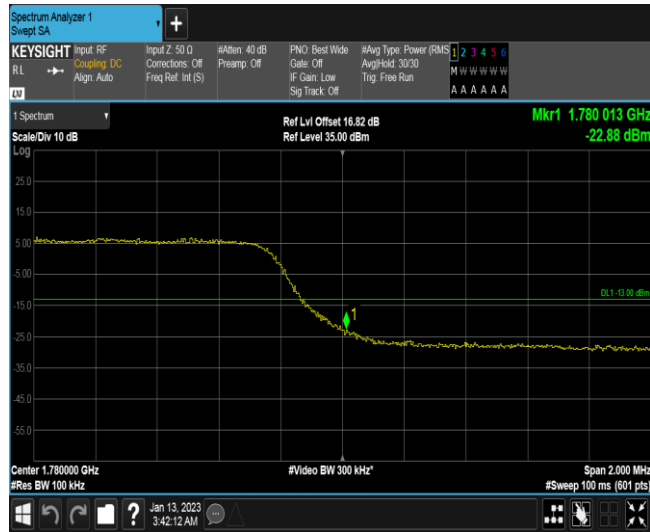 Spectrum Analyzer 1
Swept SA
KEYSIGHT
RL
LXI
Input: RF
Coupling: DC
Align: Auto
Input Z: 50 Ω
Corrections: Off
Freq Ref: Int (S)
#Atten: 40 dB
Preamp: Off
PNO: Best Wide
Gate: Off
IF Gain: Low
Sig Track: Off
#Avg Type: Power (RMS
Avg|Hold: 30/30
Trig: Free Run
1 2 3 4 5 6
M W W W W W
A A A A A A
1 Spectrum
Scale/Div 10 dB
Ref Lvl Offset 16.82 dB
Ref Level 35.00 dBm
Mkr1 1.780 013 GHz
-22.88 dBm
Log
25.0
15.0
5.00
-5.00
DL1 -13.00 dBm
-15.0
1
-25.0
-35.0
-45.0
-55.0
Center 1.780000 GHz
#Video BW 300 kHz*
Span 2.000 MHz
#Res BW 100 kHz
#Sweep 100 ms (601 pts)
?
Jan 13, 2023
3:42:12 AM